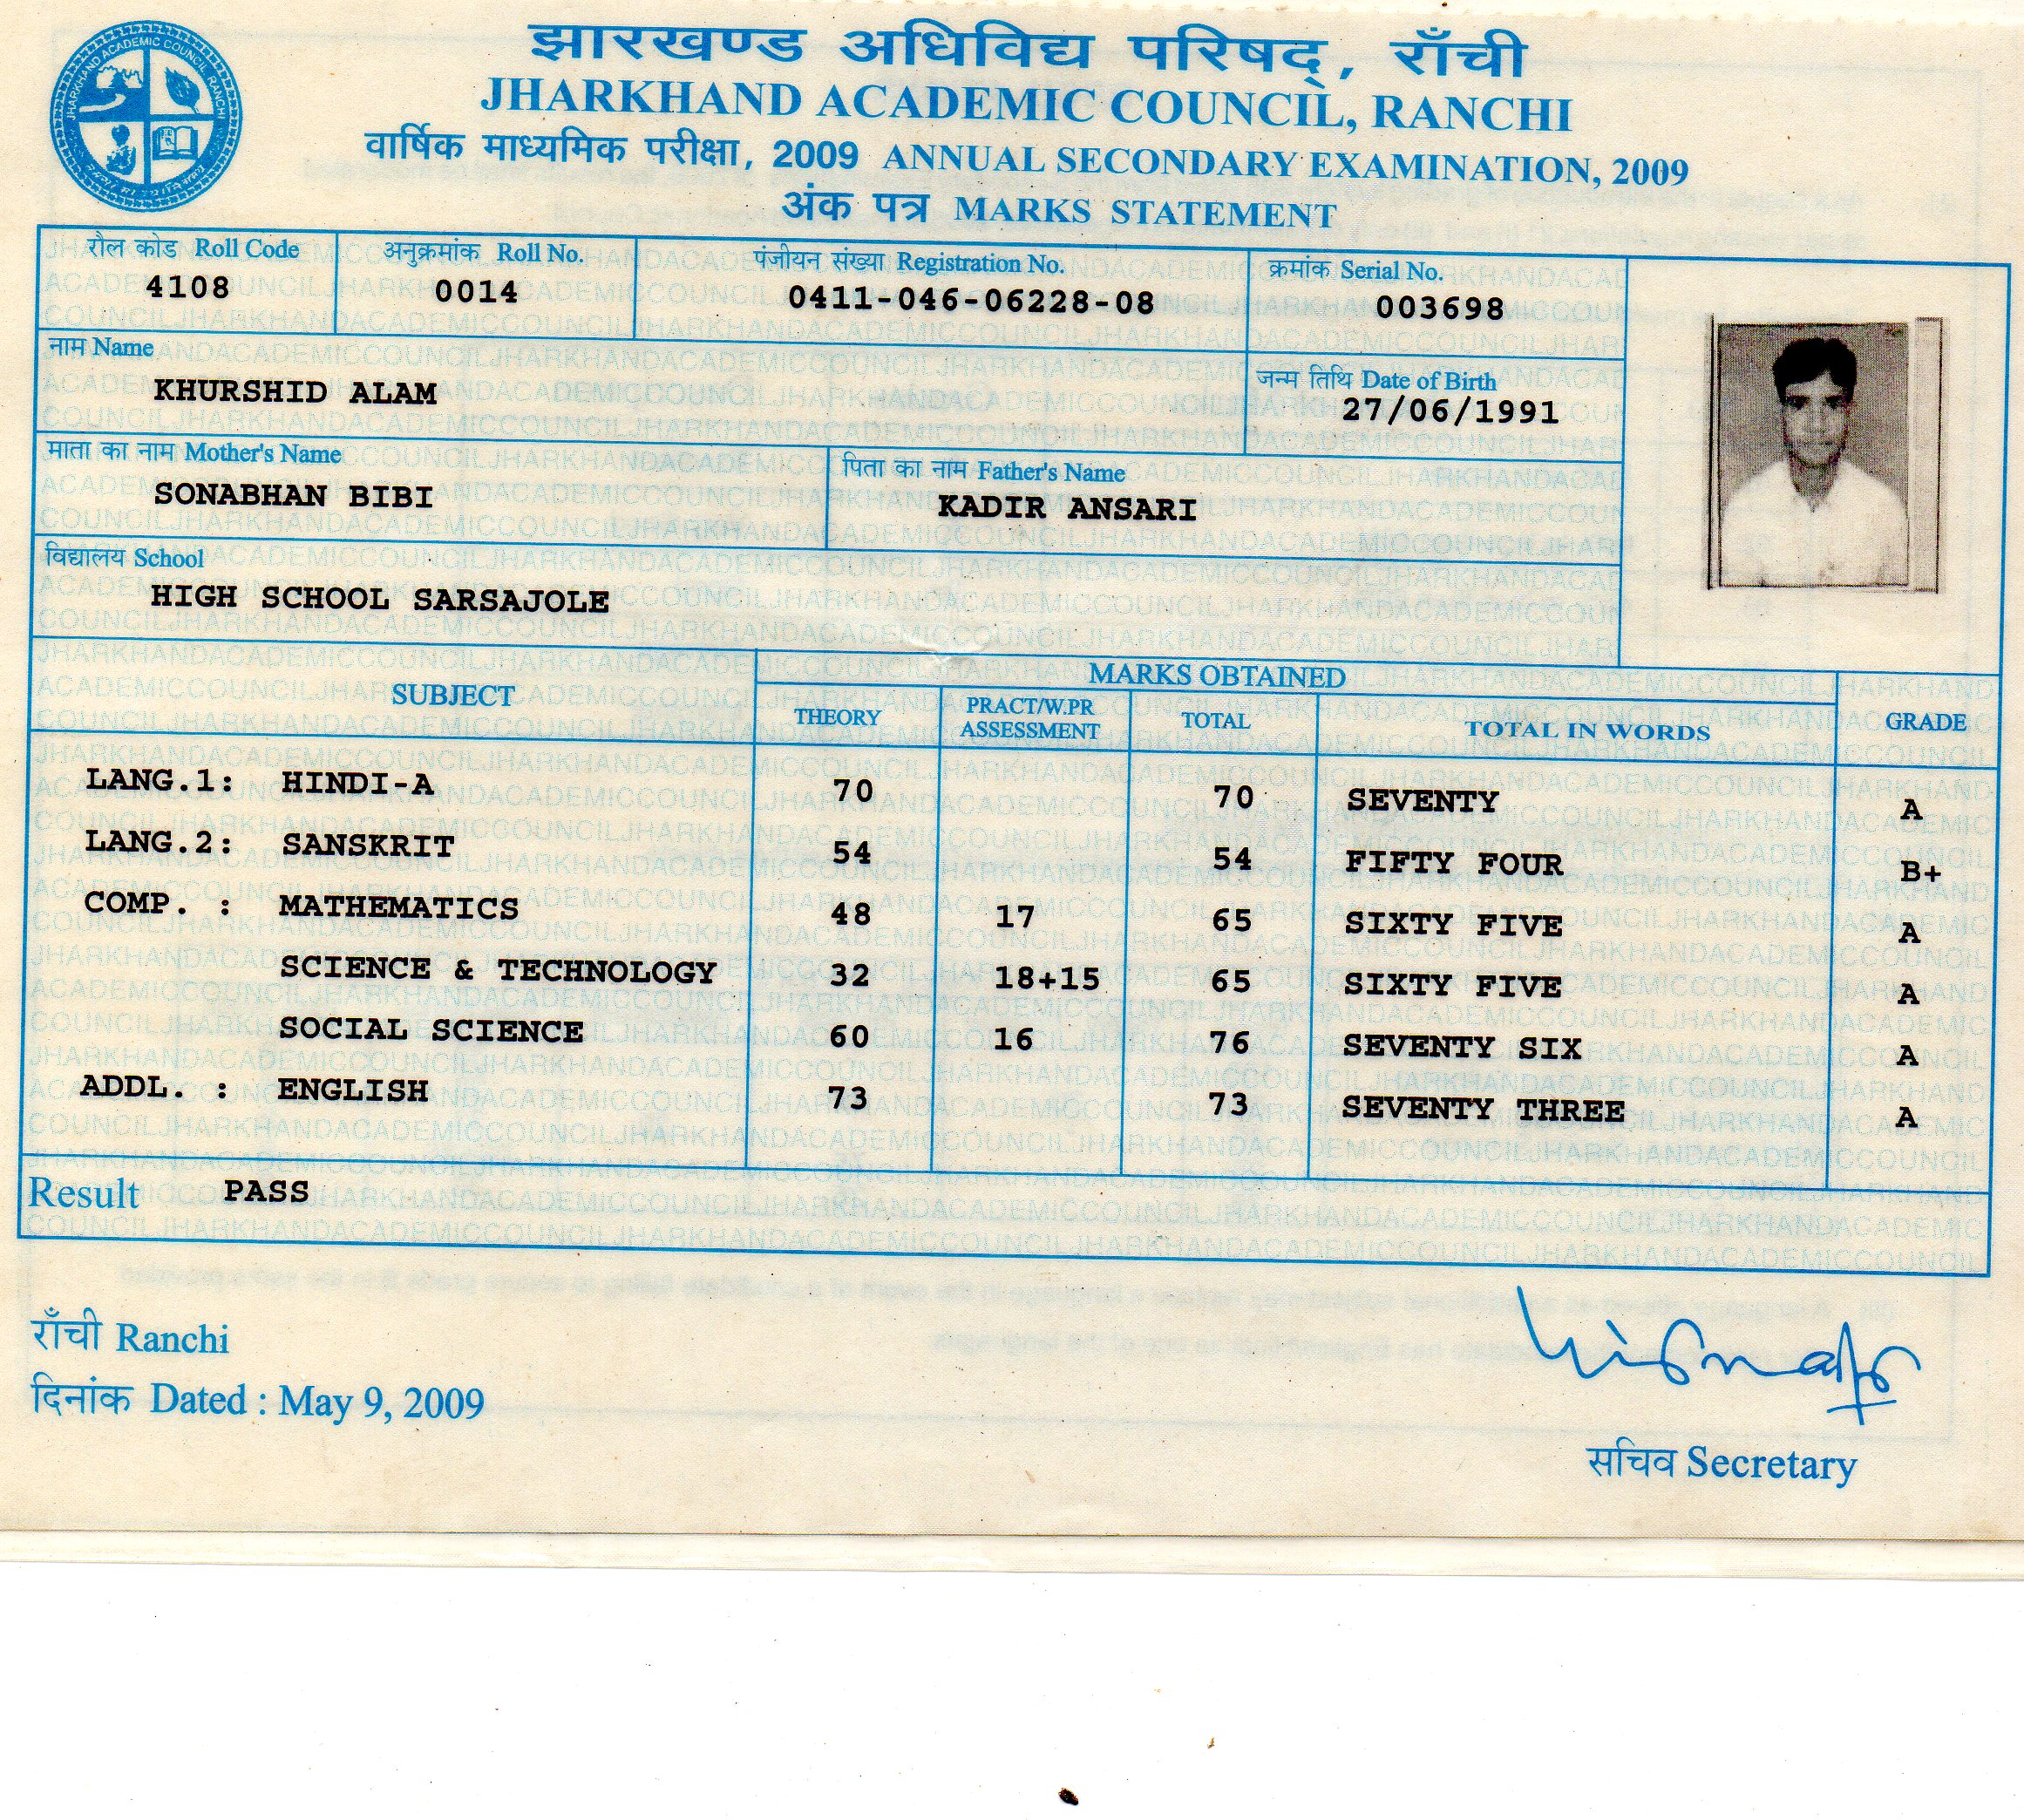 झारखण्ड अधिविद्य परिषद्, राँची
JHARKHAND ACADEMIC COUNCIL, RANCHI
वार्षिक माध्यमिक परीक्षा, 2009 ANNUAL SECONDARY EXAMINATION, 2009
अंक पत्र MARKS STATEMENT
JHARKHAND ACADEMIC COUNCIL RANCHI
रौल कोड Roll Code अनुक्रमांक Roll No. पंजीयन संख्या Registration No. क्रमांक Serial No.
4108 0014 0411-046-06228-08 003698
नाम Name जन्म तिथि Date of Birth
KHURSHID ALAM 27/06/1991
माता का नाम Mother's Name पिता का नाम Father's Name
SONABHAN BIBI KADIR ANSARI
विद्यालय School
HIGH SCHOOL SARSAJOLE
MARKS OBTAINED
SUBJECT THEORY PRACT/W.PR ASSESSMENT TOTAL TOTAL IN WORDS GRADE
LANG.1: HINDI-A 70 70 SEVENTY A
LANG.2: SANSKRIT 54 54 FIFTY FOUR B+
COMP. : MATHEMATICS 48 17 65 SIXTY FIVE A
SCIENCE & TECHNOLOGY 32 18+15 65 SIXTY FIVE A
SOCIAL SCIENCE 60 16 76 SEVENTY SIX A
ADDL. : ENGLISH 73 73 SEVENTY THREE A
Result PASS
राँची Ranchi
दिनांक Dated : May 9, 2009
सचिव Secretary